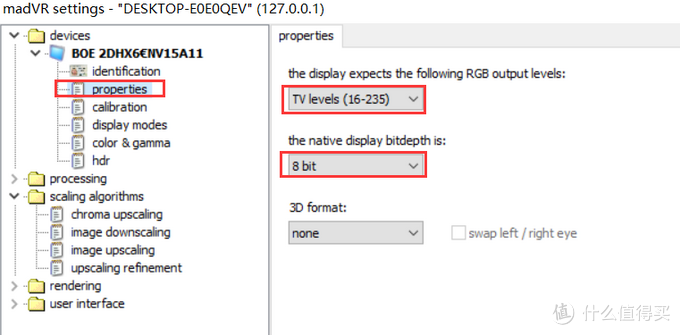 madVR settings - "DESKTOP-E0E0QEV" (127.0.0.1)
devices
BOE 2DHX6€NV15A11
identification
properties
calibration
display modes
color & gamma
hdr
processing
scaling algorithms
chroma upscaling
image downscaling
image upscaling
upscaling refinement
rendering
user interface
properties
the display expects the following RGB output levels:
TV levels (16-235)
the native display bitdepth is:
8 bit
3D format:
none
swap left / right eye
值 什么值得买